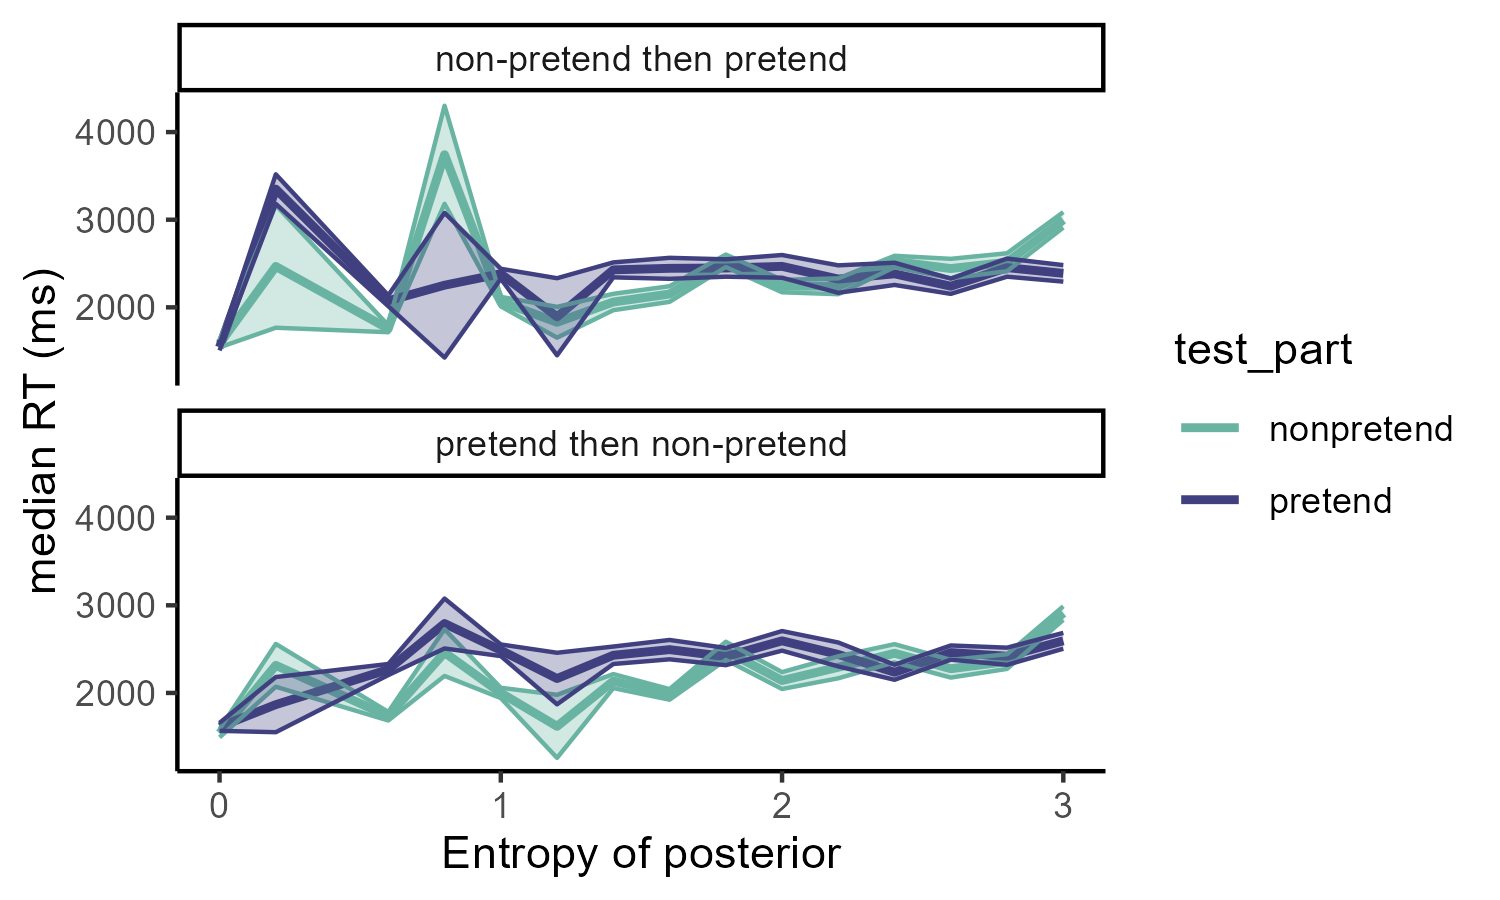 non-pretend then pretend
4000
3000
2000
pretend then non-pretend
4000
3000
2000
median RT (ms)
0 1 2 3
Entropy of posterior
test_part
nonpretend
pretend